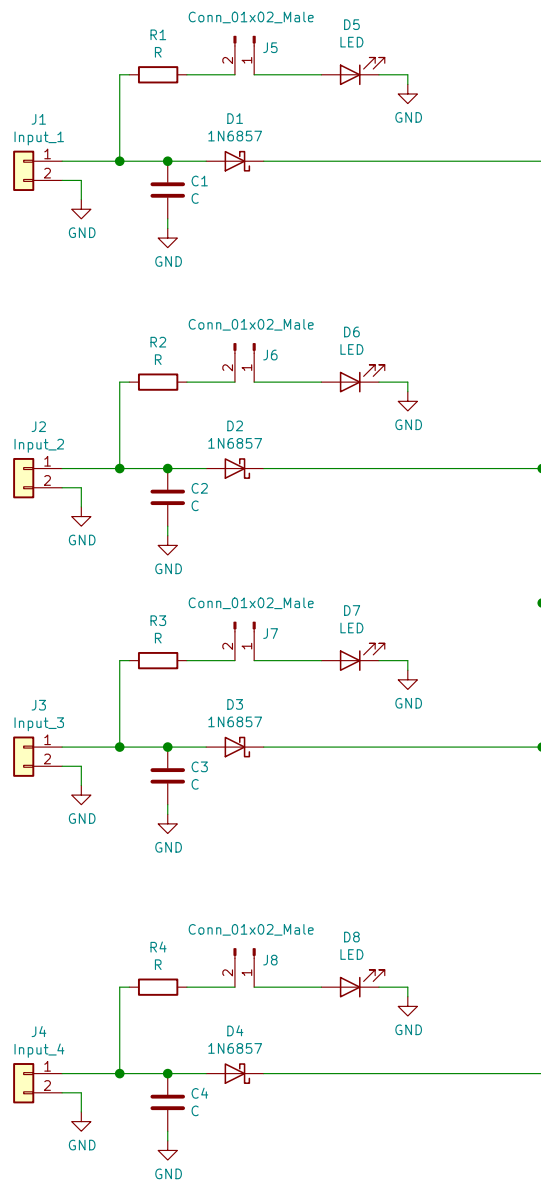 Conn_01x02_Male
R1
R
2
1
J5
D5
LED
GND
J1
Input_1
1
2
GND
D1
1N6857
C1
C
GND
Conn_01x02_Male
R2
R
2
1
J6
D6
LED
GND
J2
Input_2
1
2
GND
D2
1N6857
C2
C
GND
Conn_01x02_Male
R3
R
2
1
J7
D7
LED
GND
J3
Input_3
1
2
GND
D3
1N6857
C3
C
GND
Conn_01x02_Male
R4
R
2
1
J8
D8
LED
GND
J4
Input_4
1
2
GND
D4
1N6857
C4
C
GND